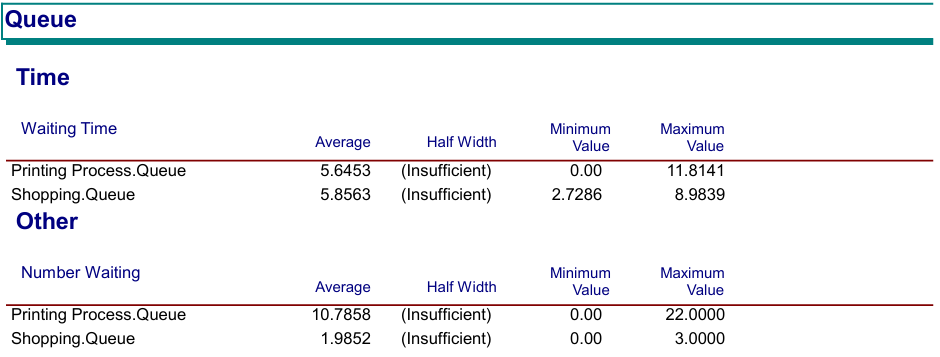 Queue
Time
Waiting Time Average Half Width Minimum Value Maximum Value
Printing Process.Queue 5.6453 (Insufficient) 0.00 11.8141
Shopping.Queue 5.8563 (Insufficient) 2.7286 8.9839
Other
Number Waiting Average Half Width Minimum Value Maximum Value
Printing Process.Queue 10.7858 (Insufficient) 0.00 22.0000
Shopping.Queue 1.9852 (Insufficient) 0.00 3.0000